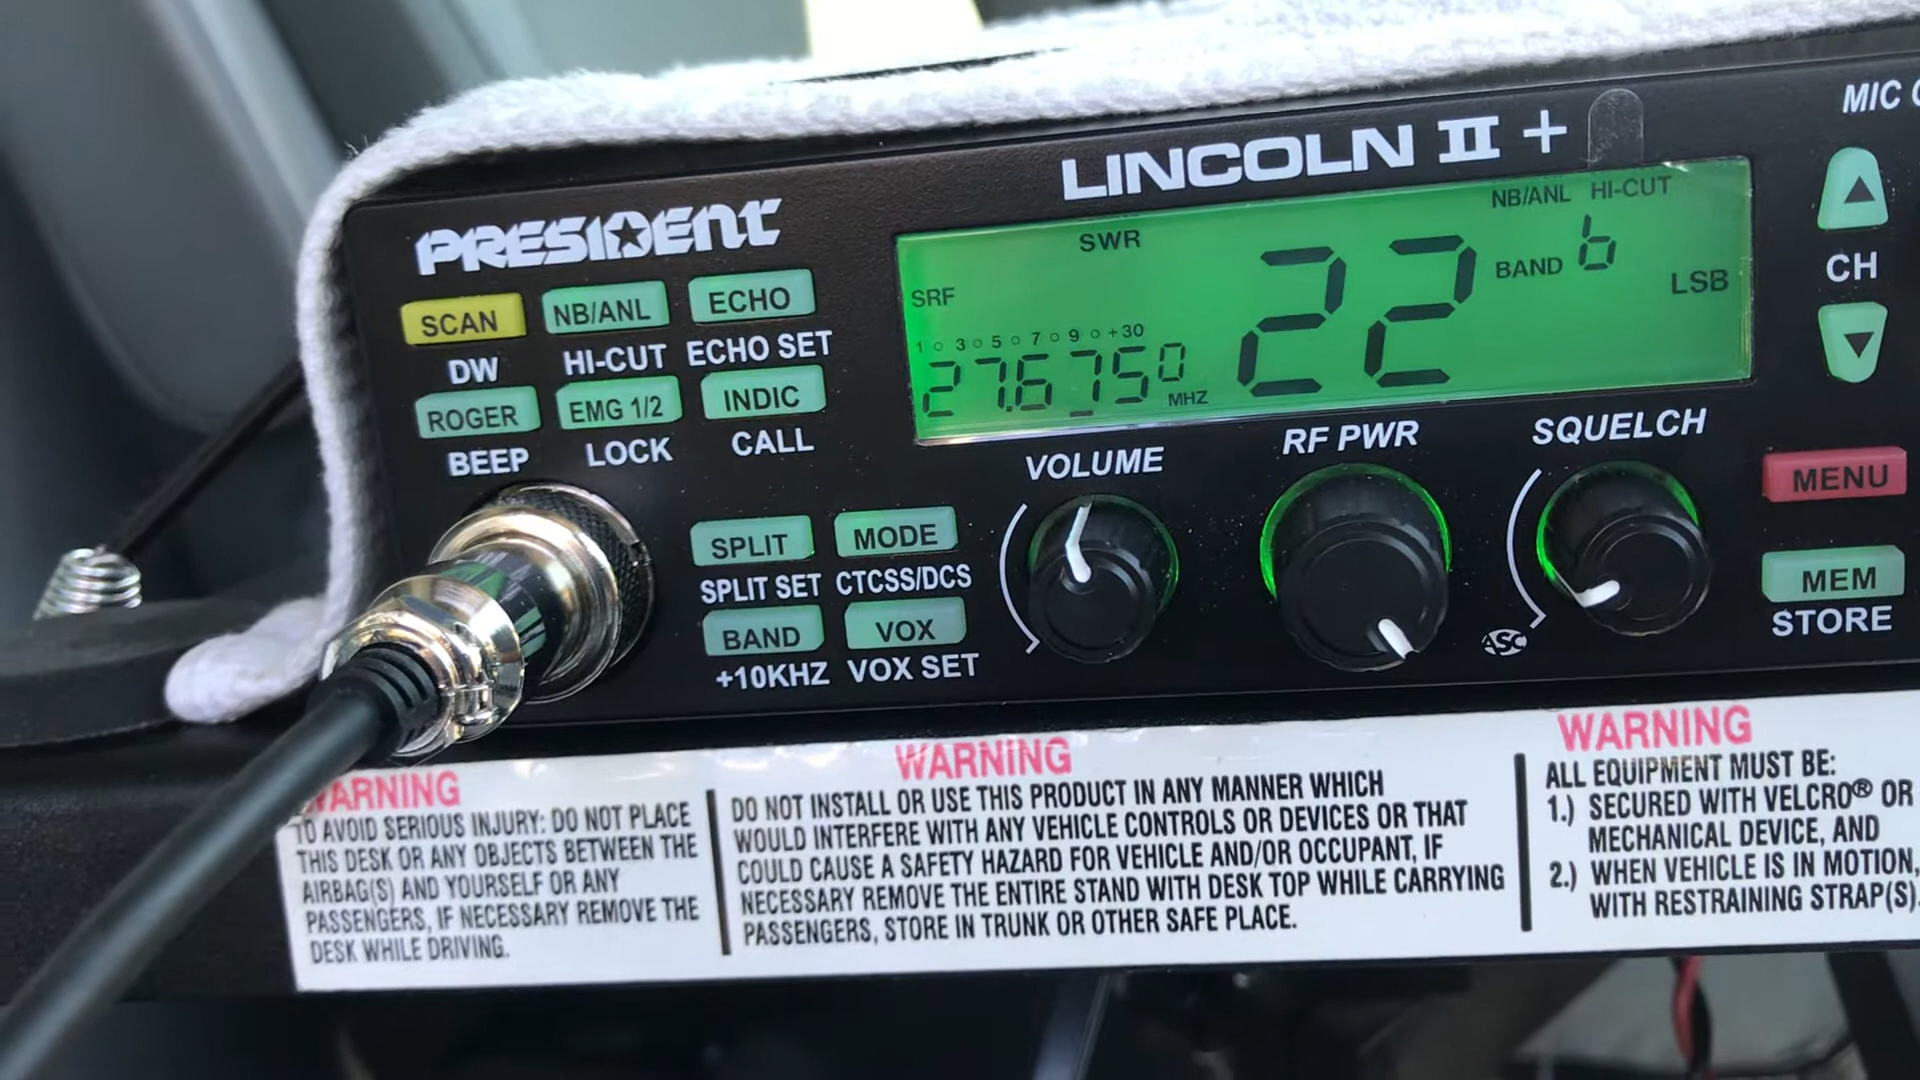 MIC
LINCOLN II +
PRESIDENT
SCAN NB/ANL ECHO
DW HI-CUT ECHO SET
ROGER EMG 1/2 INDIC
BEEP LOCK CALL
NB/ANL HI-CUT
SWR
SRF
22
BAND b
LSB
1 3 5 7 9 +30
27.6750 MHZ
CH
VOLUME RF PWR SQUELCH
MENU
SPLIT MODE
SPLIT SET CTCSS/DCS
BAND VOX
+10KHZ VOX SET
ASC
MEM
STORE
WARNING
TO AVOID SERIOUS INJURY: DO NOT PLACE
THIS DESK OR ANY OBJECTS BETWEEN THE
AIRBAG(S) AND YOURSELF OR ANY
PASSENGERS, IF NECESSARY REMOVE THE
DESK WHILE DRIVING.
WARNING
DO NOT INSTALL OR USE THIS PRODUCT IN ANY MANNER WHICH
WOULD INTERFERE WITH ANY VEHICLE CONTROLS OR DEVICES OR THAT
COULD CAUSE A SAFETY HAZARD FOR VEHICLE AND/OR OCCUPANT, IF
NECESSARY REMOVE THE ENTIRE STAND WITH DESK TOP WHILE CARRYING
PASSENGERS, STORE IN TRUNK OR OTHER SAFE PLACE.
WARNING
ALL EQUIPMENT MUST BE:
1.) SECURED WITH VELCRO® OR
MECHANICAL DEVICE, AND
2.) WHEN VEHICLE IS IN MOTION,
WITH RESTRAINING STRAP(S).